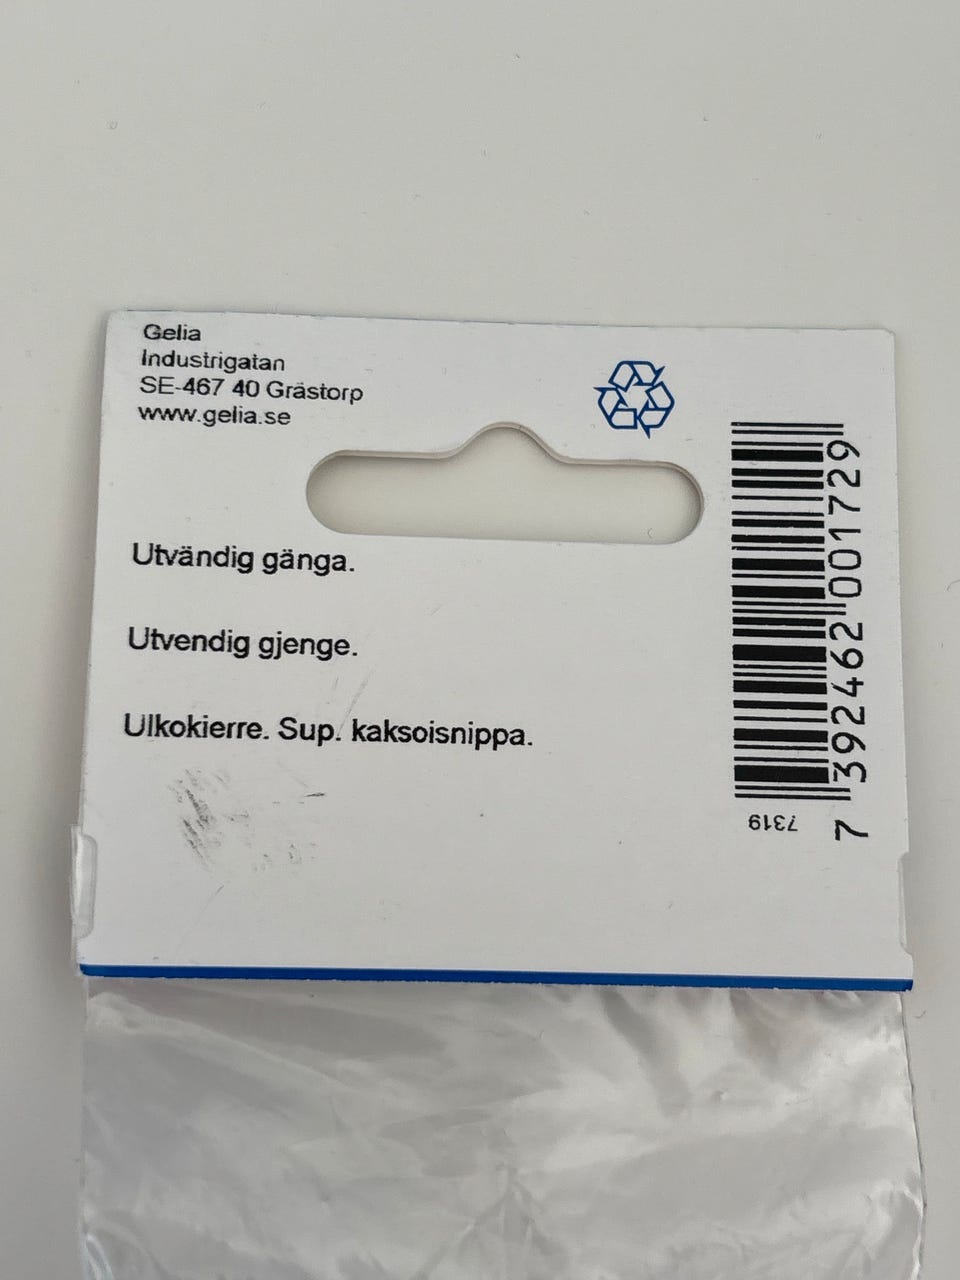 Gelia
Industrigatan
SE-467 40 Grästorp
www.gelia.se
Utvändig gänga.
Utvendig gjenge.
Ulkokierre. Sup. kaksoisnippa.
7 392462 001729
7319